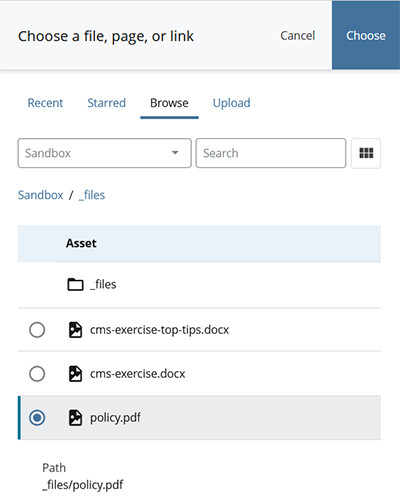 Choose a file, page, or link Cancel Choose
Recent Starred Browse Upload
Sandbox Search
Sandbox / _files
Asset
_files
cms-exercise-top-tips.docx
cms-exercise.docx
policy.pdf
Path
_files/policy.pdf